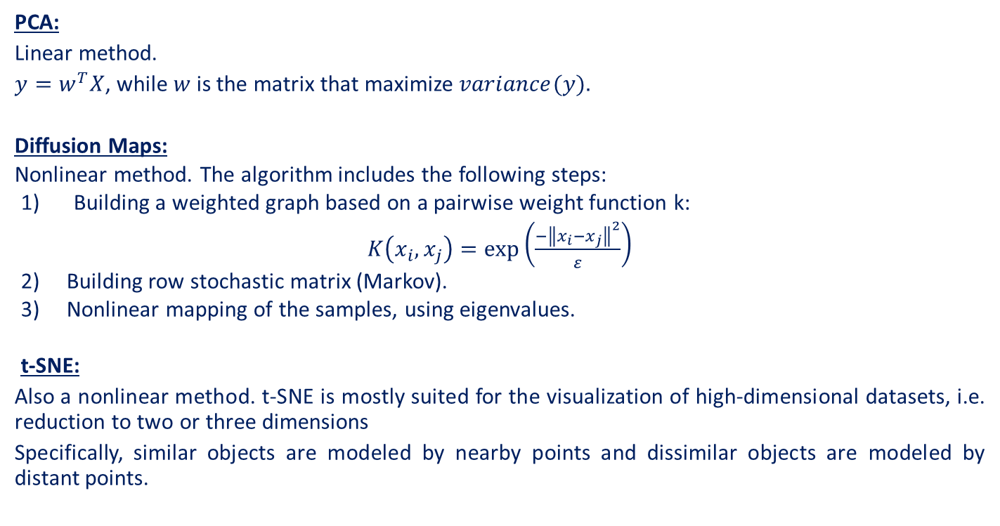 PCA:
Linear method.
y = w^T X, while w is the matrix that maximize variance(y).
Diffusion Maps:
Nonlinear method. The algorithm includes the following steps:
1) Building a weighted graph based on a pairwise weight function k:
K(x_i, x_j) = exp(−‖x_i−x_j‖^2 / ε)
2) Building row stochastic matrix (Markov).
3) Nonlinear mapping of the samples, using eigenvalues.
t-SNE:
Also a nonlinear method. t-SNE is mostly suited for the visualization of high-dimensional datasets, i.e.
reduction to two or three dimensions
Specifically, similar objects are modeled by nearby points and dissimilar objects are modeled by
distant points.